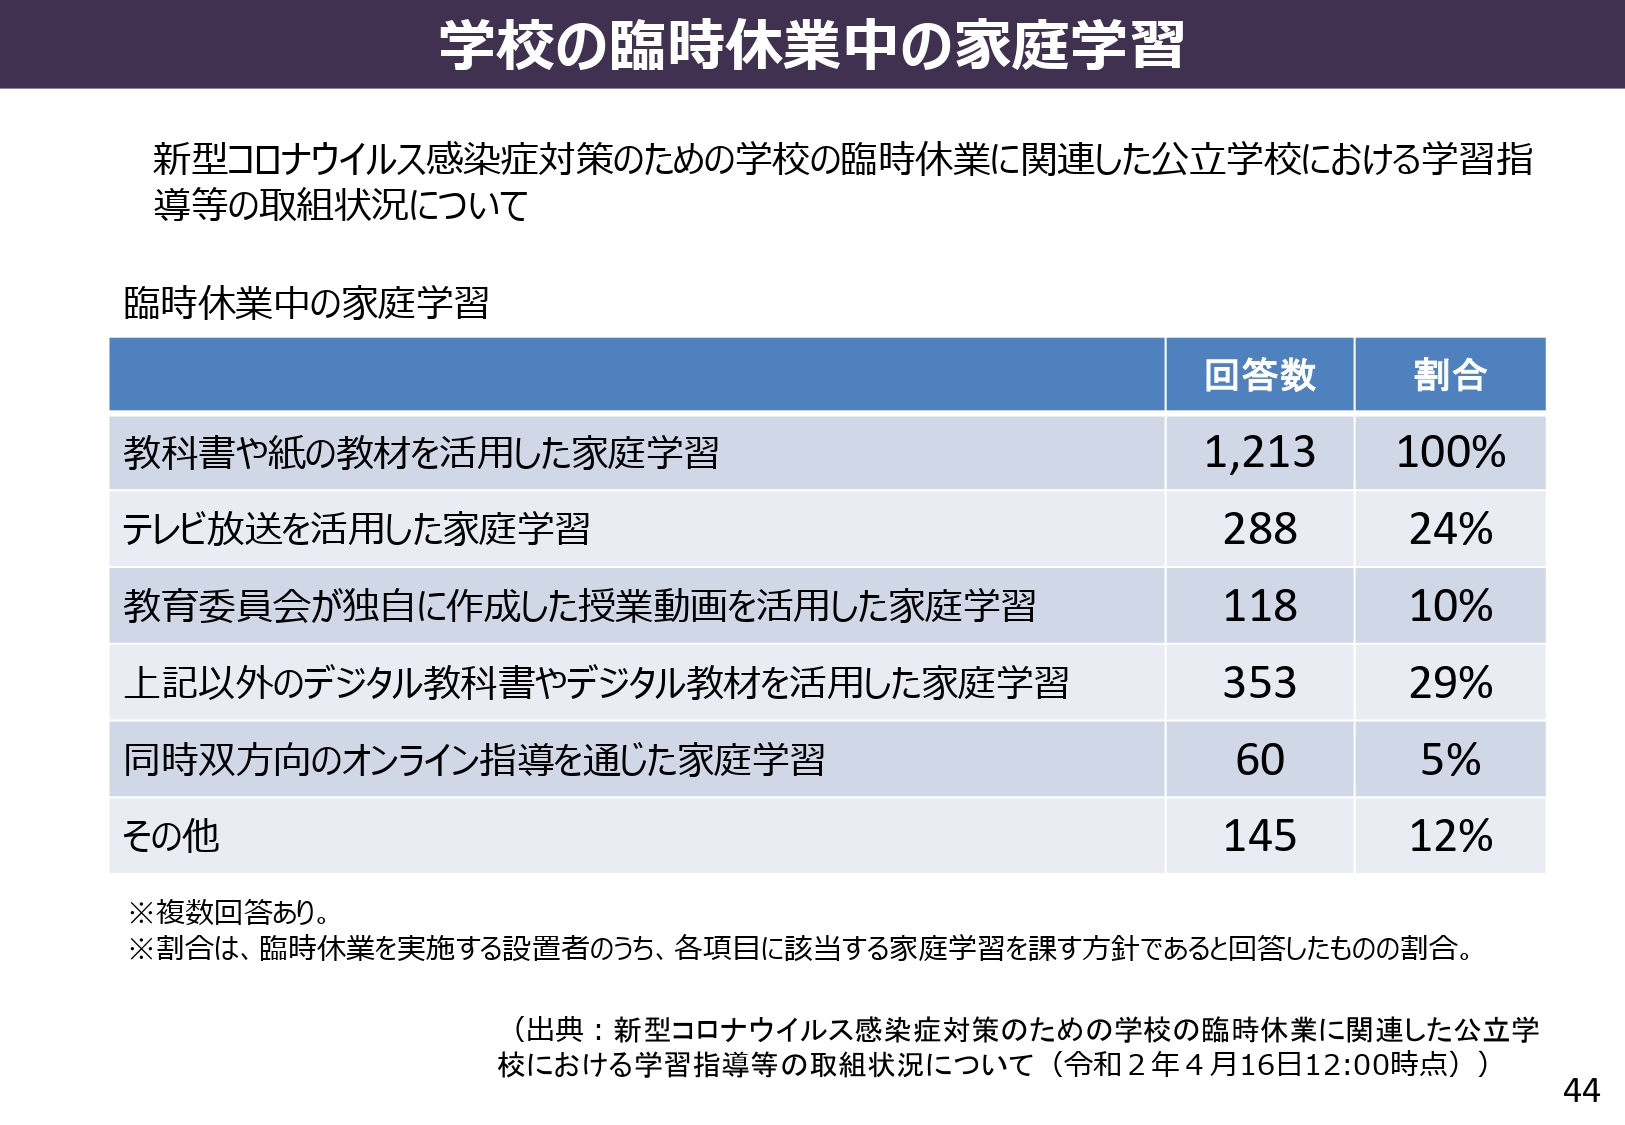 学校の臨時休業中の家庭学習
新型コロナウイルス感染症対策のための学校の臨時休業に関連した公立学校における学習指
導等の取組状況について
臨時休業中の家庭学習
回答数 割合
教科書や紙の教材を活用した家庭学習 1,213 100%
テレビ放送を活用した家庭学習 288 24%
教育委員会が独自に作成した授業動画を活用した家庭学習 118 10%
上記以外のデジタル教科書やデジタル教材を活用した家庭学習 353 29%
同時双方向のオンライン指導を通じた家庭学習 60 5%
その他 145 12%
※複数回答あり。
※割合は、臨時休業を実施する設置者のうち、各項目に該当する家庭学習を課す方針であると回答したものの割合。
（出典：新型コロナウイルス感染症対策のための学校の臨時休業に関連した公立学
校における学習指導等の取組状況について（令和２年４月16日12:00時点））
44